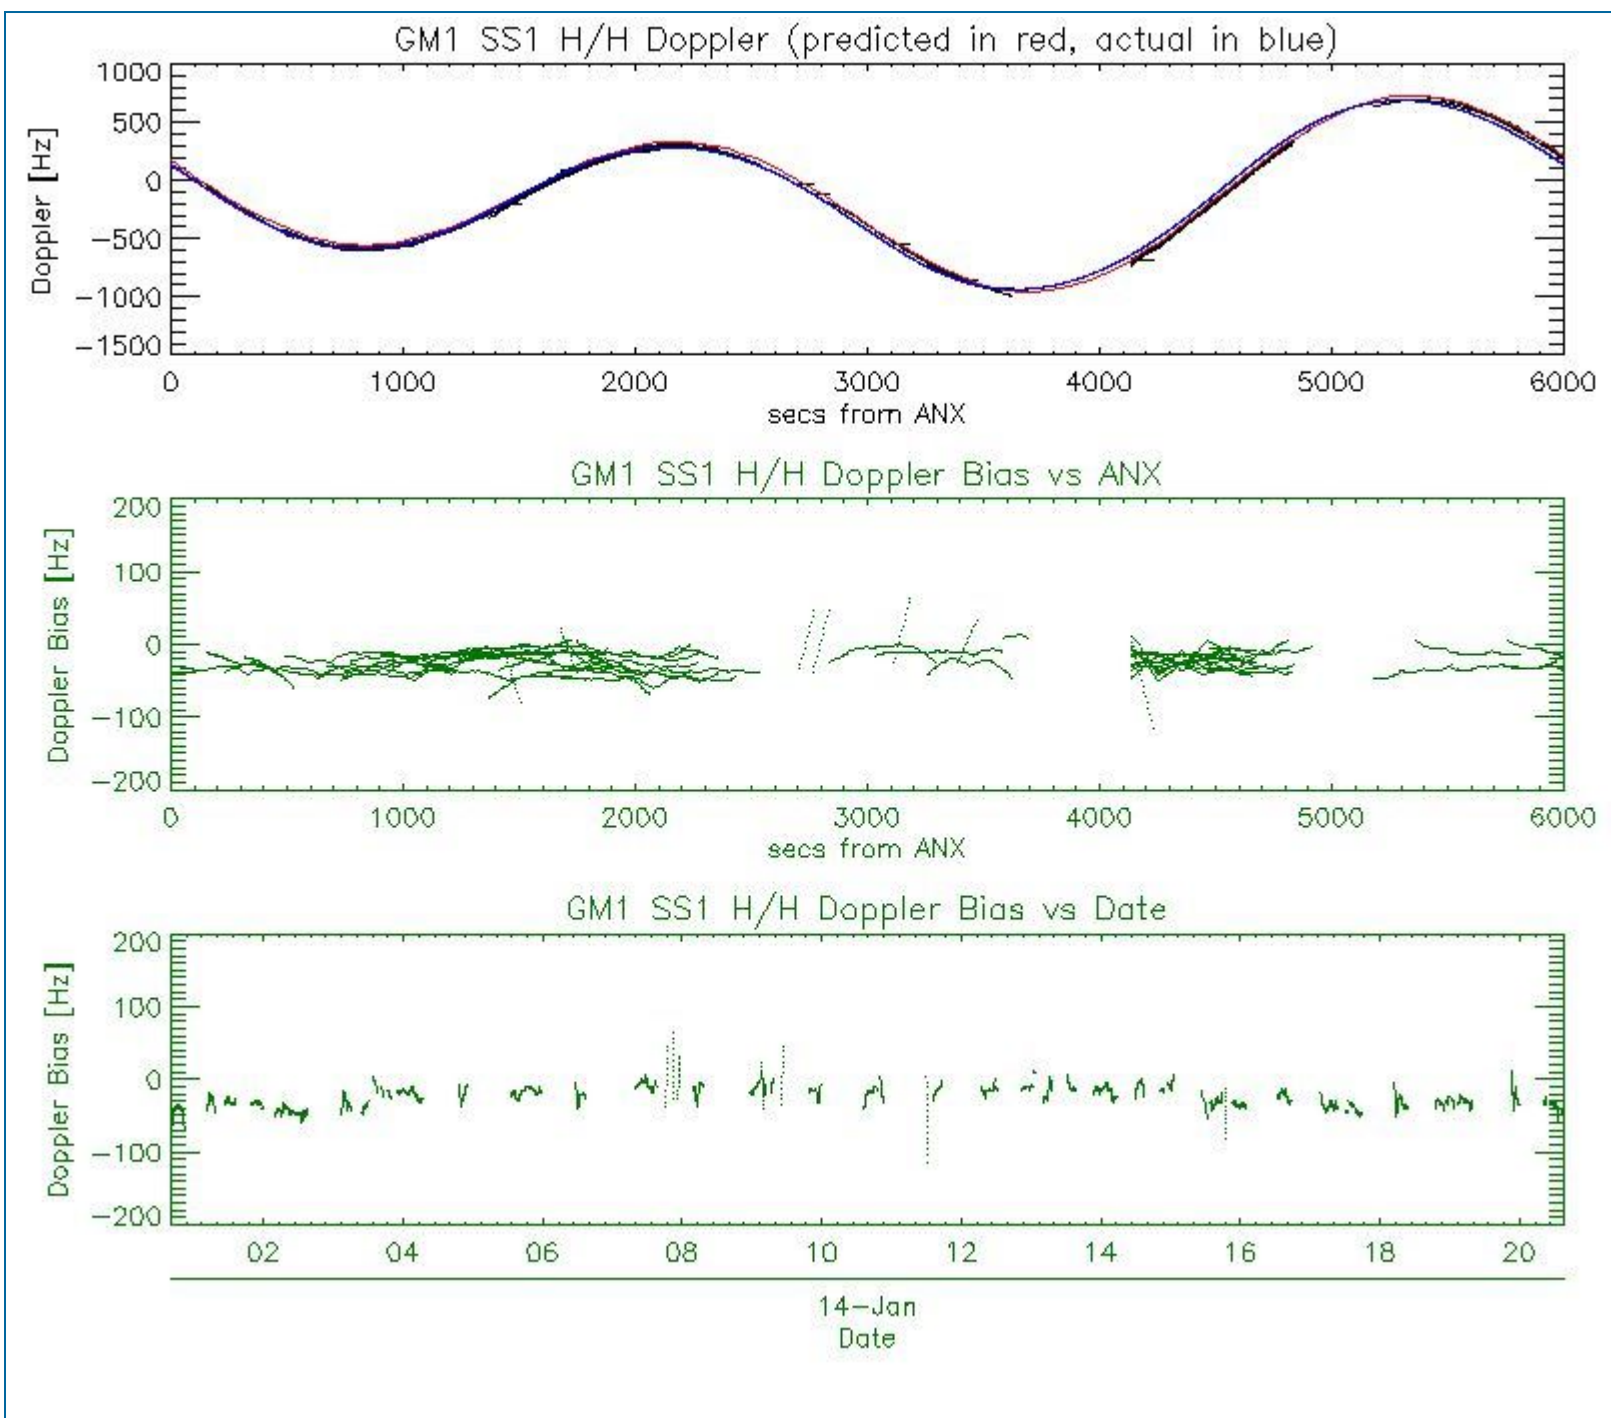 GM1 SS1 H/H Doppler (predicted in red, actual in blue)
1000
500
0
−500
−1000
−1500
Doppler [Hz]
0 1000 2000 3000 4000 5000 6000
secs from ANX
GM1 SS1 H/H Doppler Bias vs ANX
200
100
0
−100
−200
Doppler Bias [Hz]
0 1000 2000 3000 4000 5000 6000
secs from ANX
GM1 SS1 H/H Doppler Bias vs Date
200
100
0
−100
−200
Doppler Bias [Hz]
02 04 06 08 10 12 14 16 18 20
14−Jan
Date